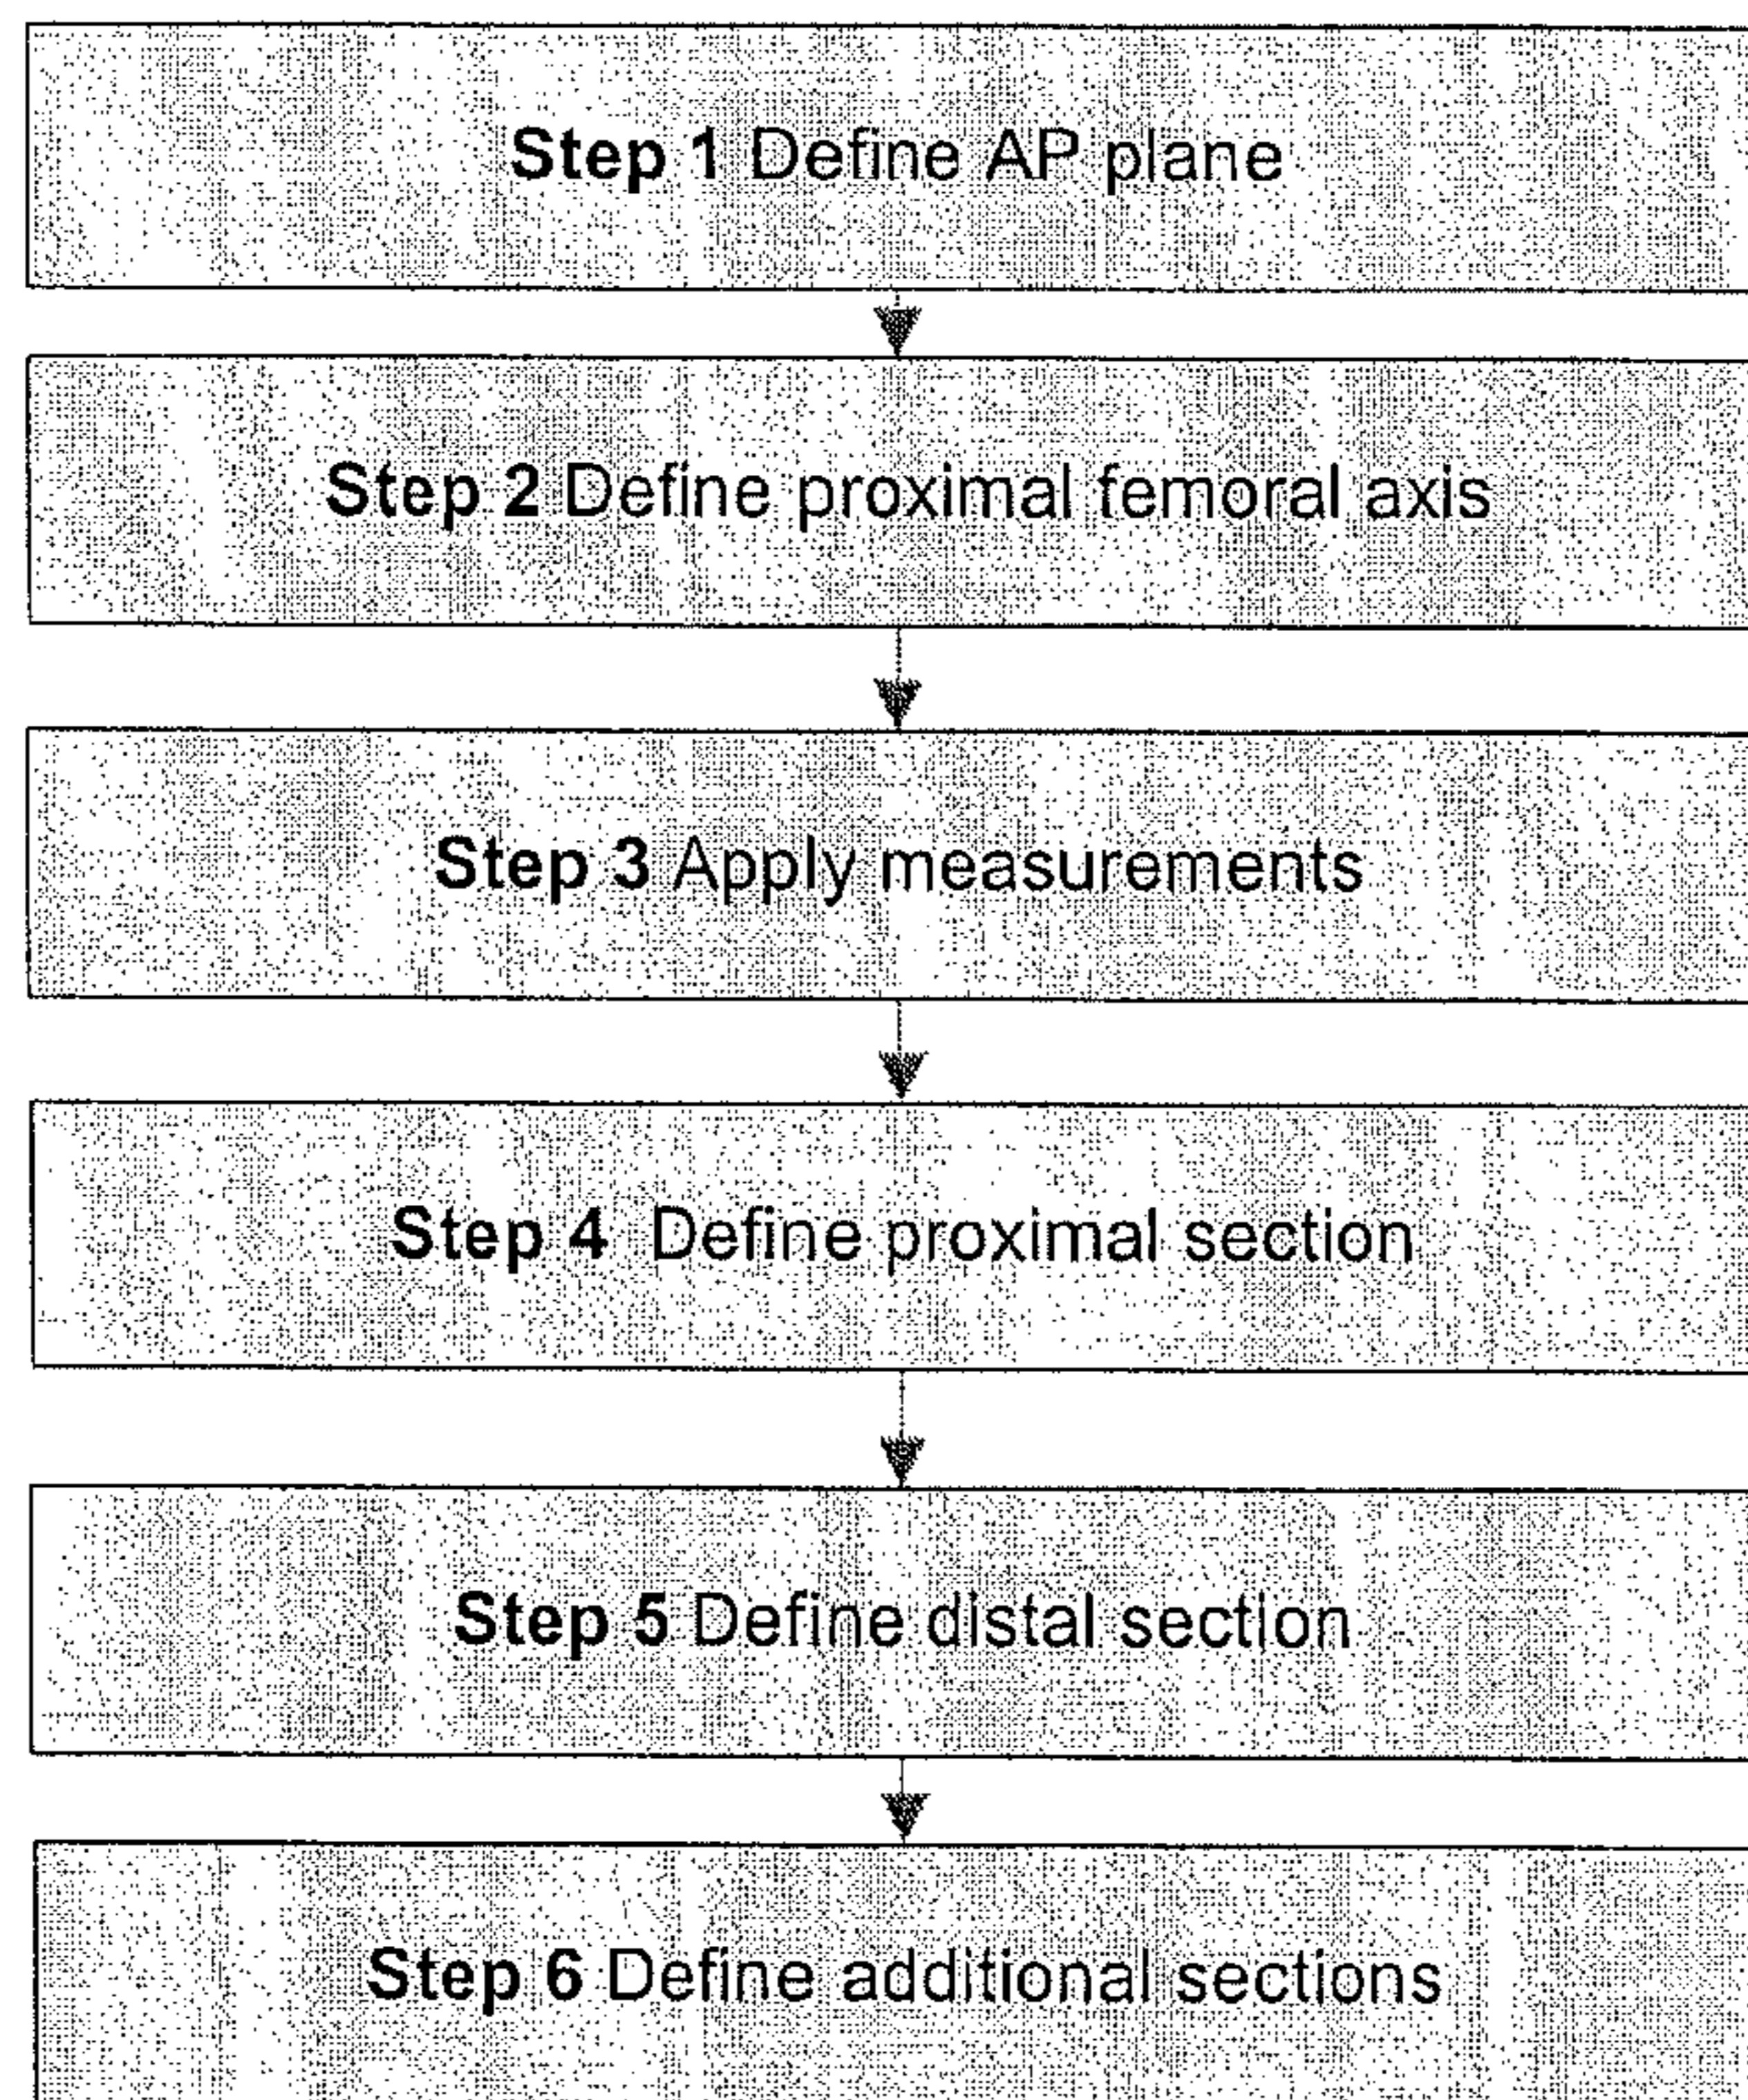 Step 1 Define AP plane
Step 2 Define proximal femoral axis
Step 3 Apply measurements
Step 4 Define proximal section
Step 5 Define distal section
Step 6 Define additional sections